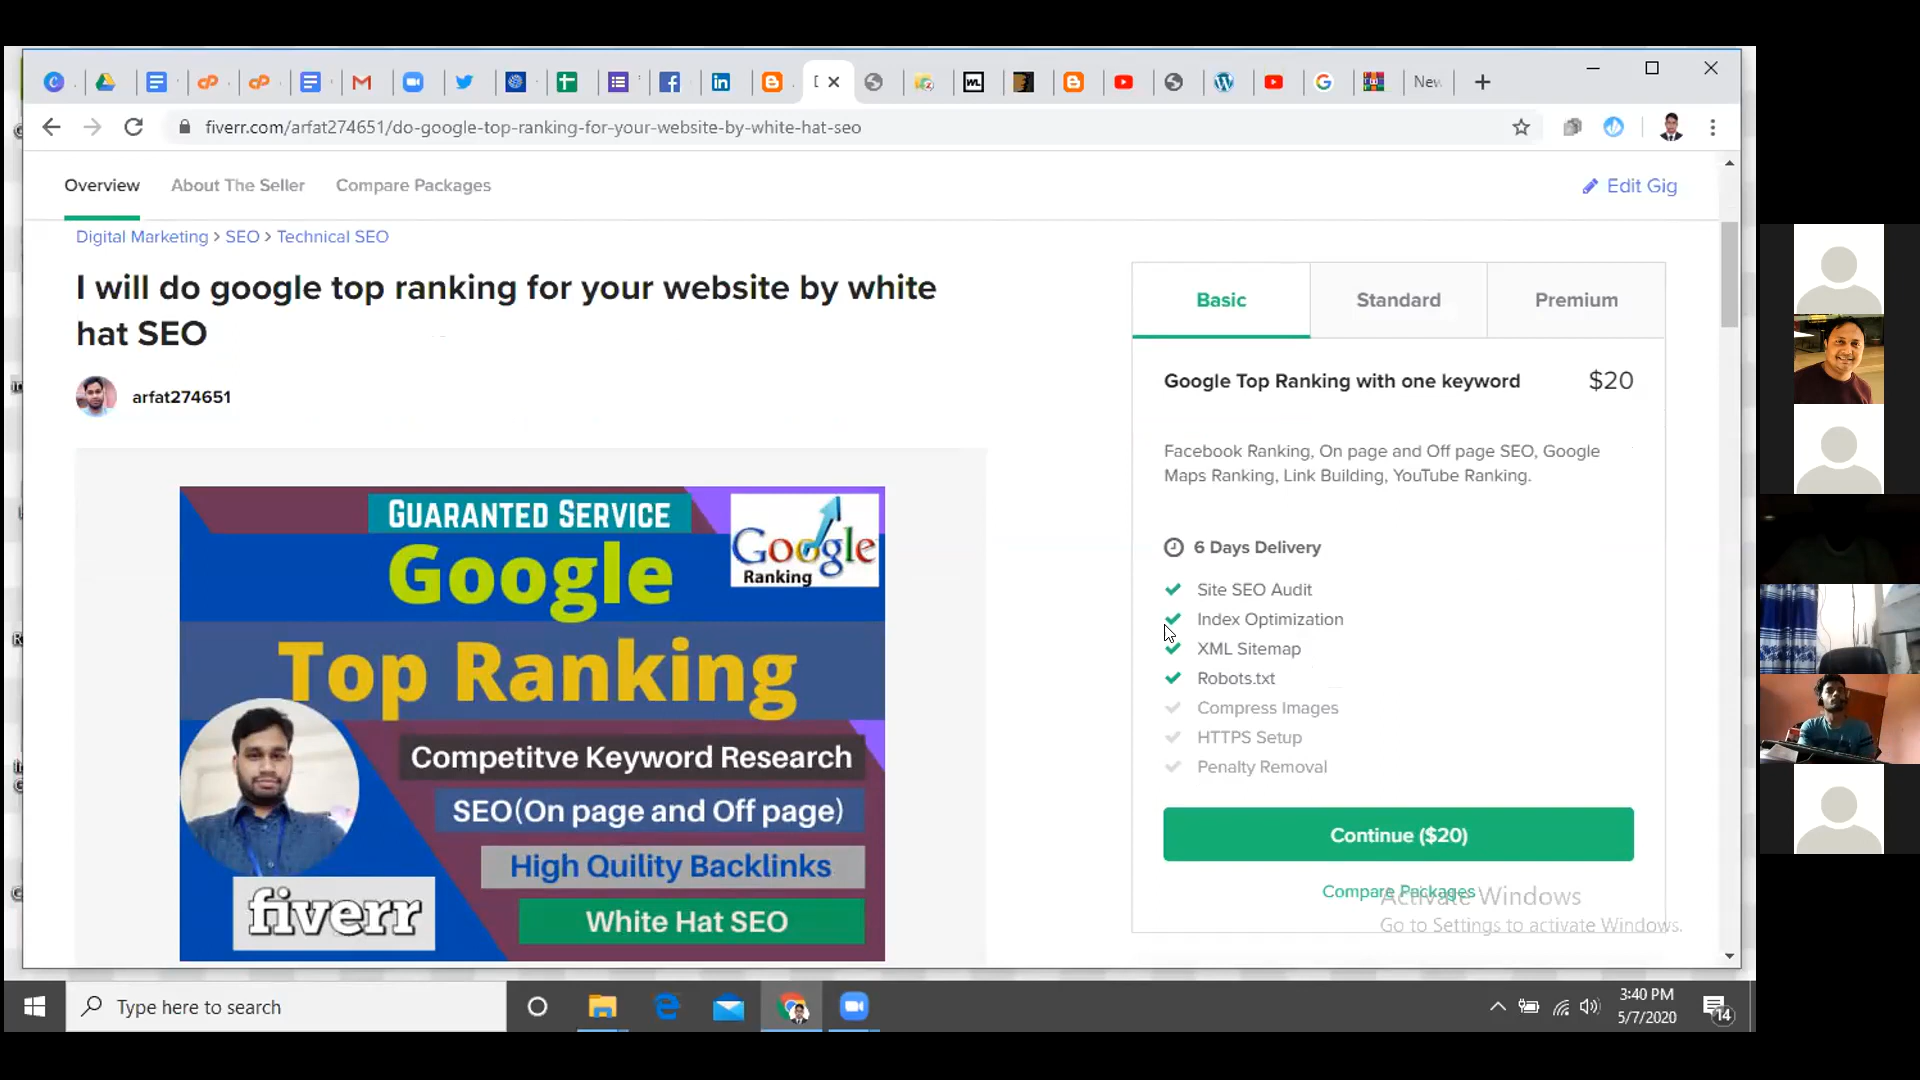 New
fiverr.com/arfat274651/do-google-top-ranking-for-your-website-by-white-hat-seo
Overview
About The Seller
Compare Packages
Edit Gig
Digital Marketing > SEO > Technical SEO
I will do google top ranking for your website by white
hat SEO
arfat274651
GUARANTED SERVICE
Google
Top Ranking
Google
Ranking
Competitve Keyword Research
SEO(On page and Off page)
High Quility Backlinks
White Hat SEO
fiverr
Basic
Standard
Premium
Google Top Ranking with one keyword
$20
Facebook Ranking, On page and Off page SEO, Google
Maps Ranking, Link Building, YouTube Ranking.
6 Days Delivery
Site SEO Audit
Index Optimization
XML Sitemap
Robots.txt
Compress Images
HTTPS Setup
Penalty Removal
Continue ($20)
Compare Packages
Activate Windows
Go to Settings to activate Windows.
Type here to search
3:40 PM
5/7/2020
14